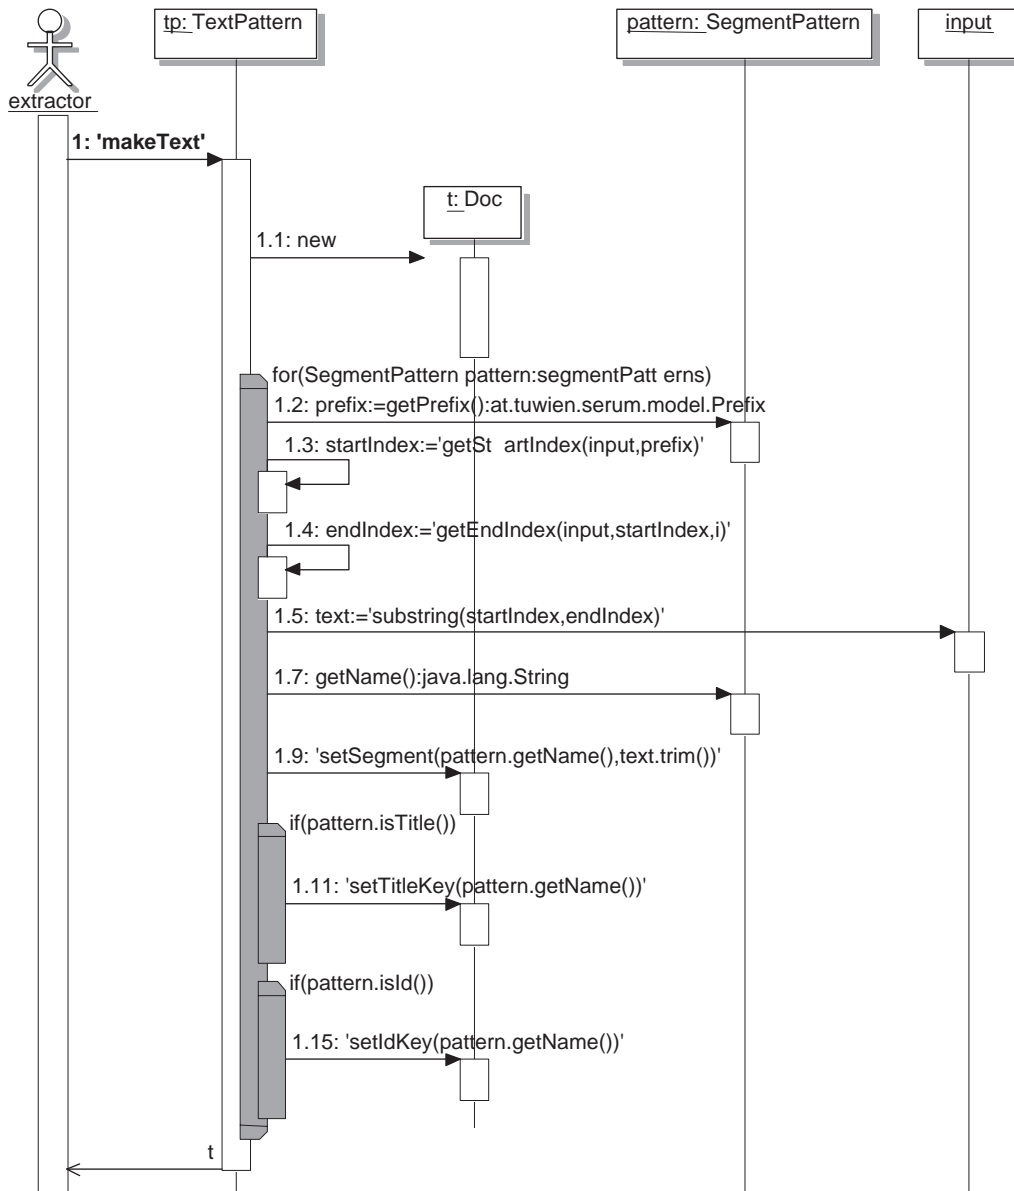 tp: TextPattern
pattern: SegmentPattern
input
extractor
1: 'makeText'
t: Doc
1.1: new
for(SegmentPattern pattern:segmentPatt erns)
1.2: prefix:=getPrefix():at.tuwien.serum.model.Prefix
1.3: startIndex:='getSt artIndex(input,prefix)'
1.4: endIndex:='getEndIndex(input,startIndex,i)'
1.5: text:='substring(startIndex,endIndex)'
1.7: getName():java.lang.String
1.9: 'setSegment(pattern.getName(),text.trim())'
if(pattern.isTitle())
1.11: 'setTitleKey(pattern.getName())'
if(pattern.isId())
1.15: 'setIdKey(pattern.getName())'
t